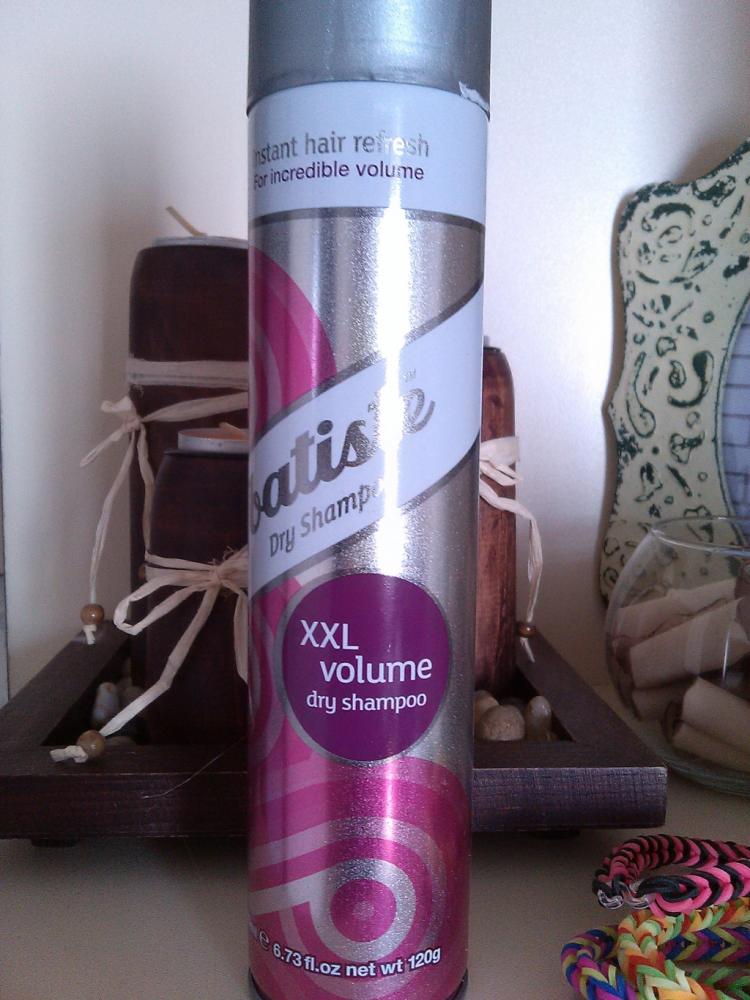 Instant hair refresh
For incredible volume
batiste™
Dry Shampoo
XXL
volume
dry shampoo
℮ 6.73 fl.oz net wt 120g